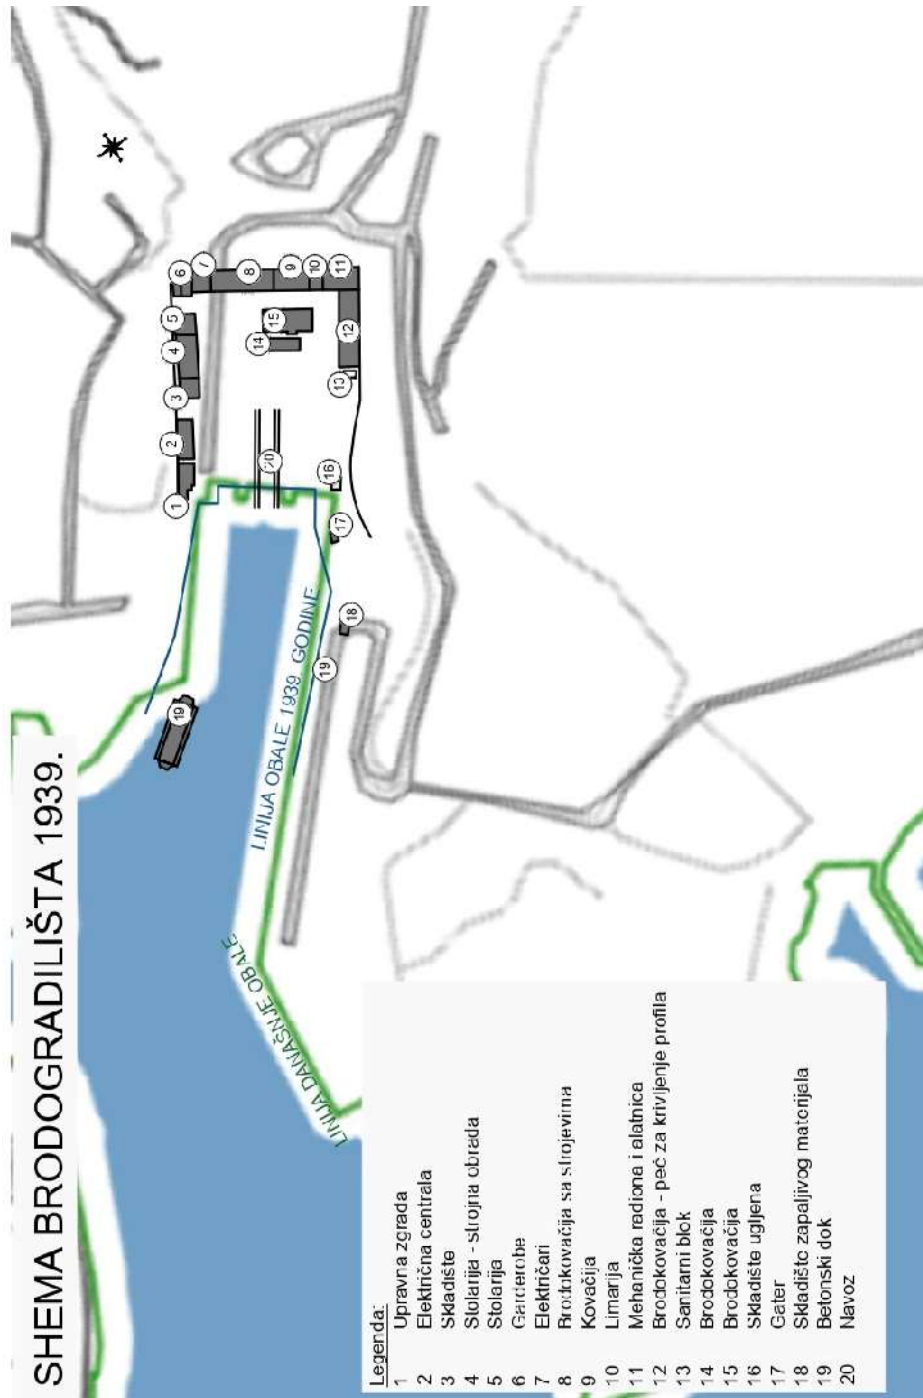 SHEMA BRODOGRADILIŠTA 1939.
LINIJA DANAŠNJE OBALE
LINIJA OBALE 1939. GODINE
1
2
3
4
5
6
7
8
9
10
11
12
13
14
15
16
17
18
19
19
20
Legenda:
1 Upravna zgrada
2 Električna centrala
3 Skladište
4 Stolarija - strojna obrada
5 Stolarija
6 Garderobe
7 Električari
8 Brodokovačija sa strojevima
9 Kovačija
10 Limarija
11 Mehanička radiona i alatnica
12 Brodokovačija - peć za krivljenje profila
13 Sanitarni blok
14 Brodokovačija
15 Brodokovačija
16 Skladište ugljena
17 Gater
18 Skladište zapaljivog materijala
19 Betonski dok
20 Navoz